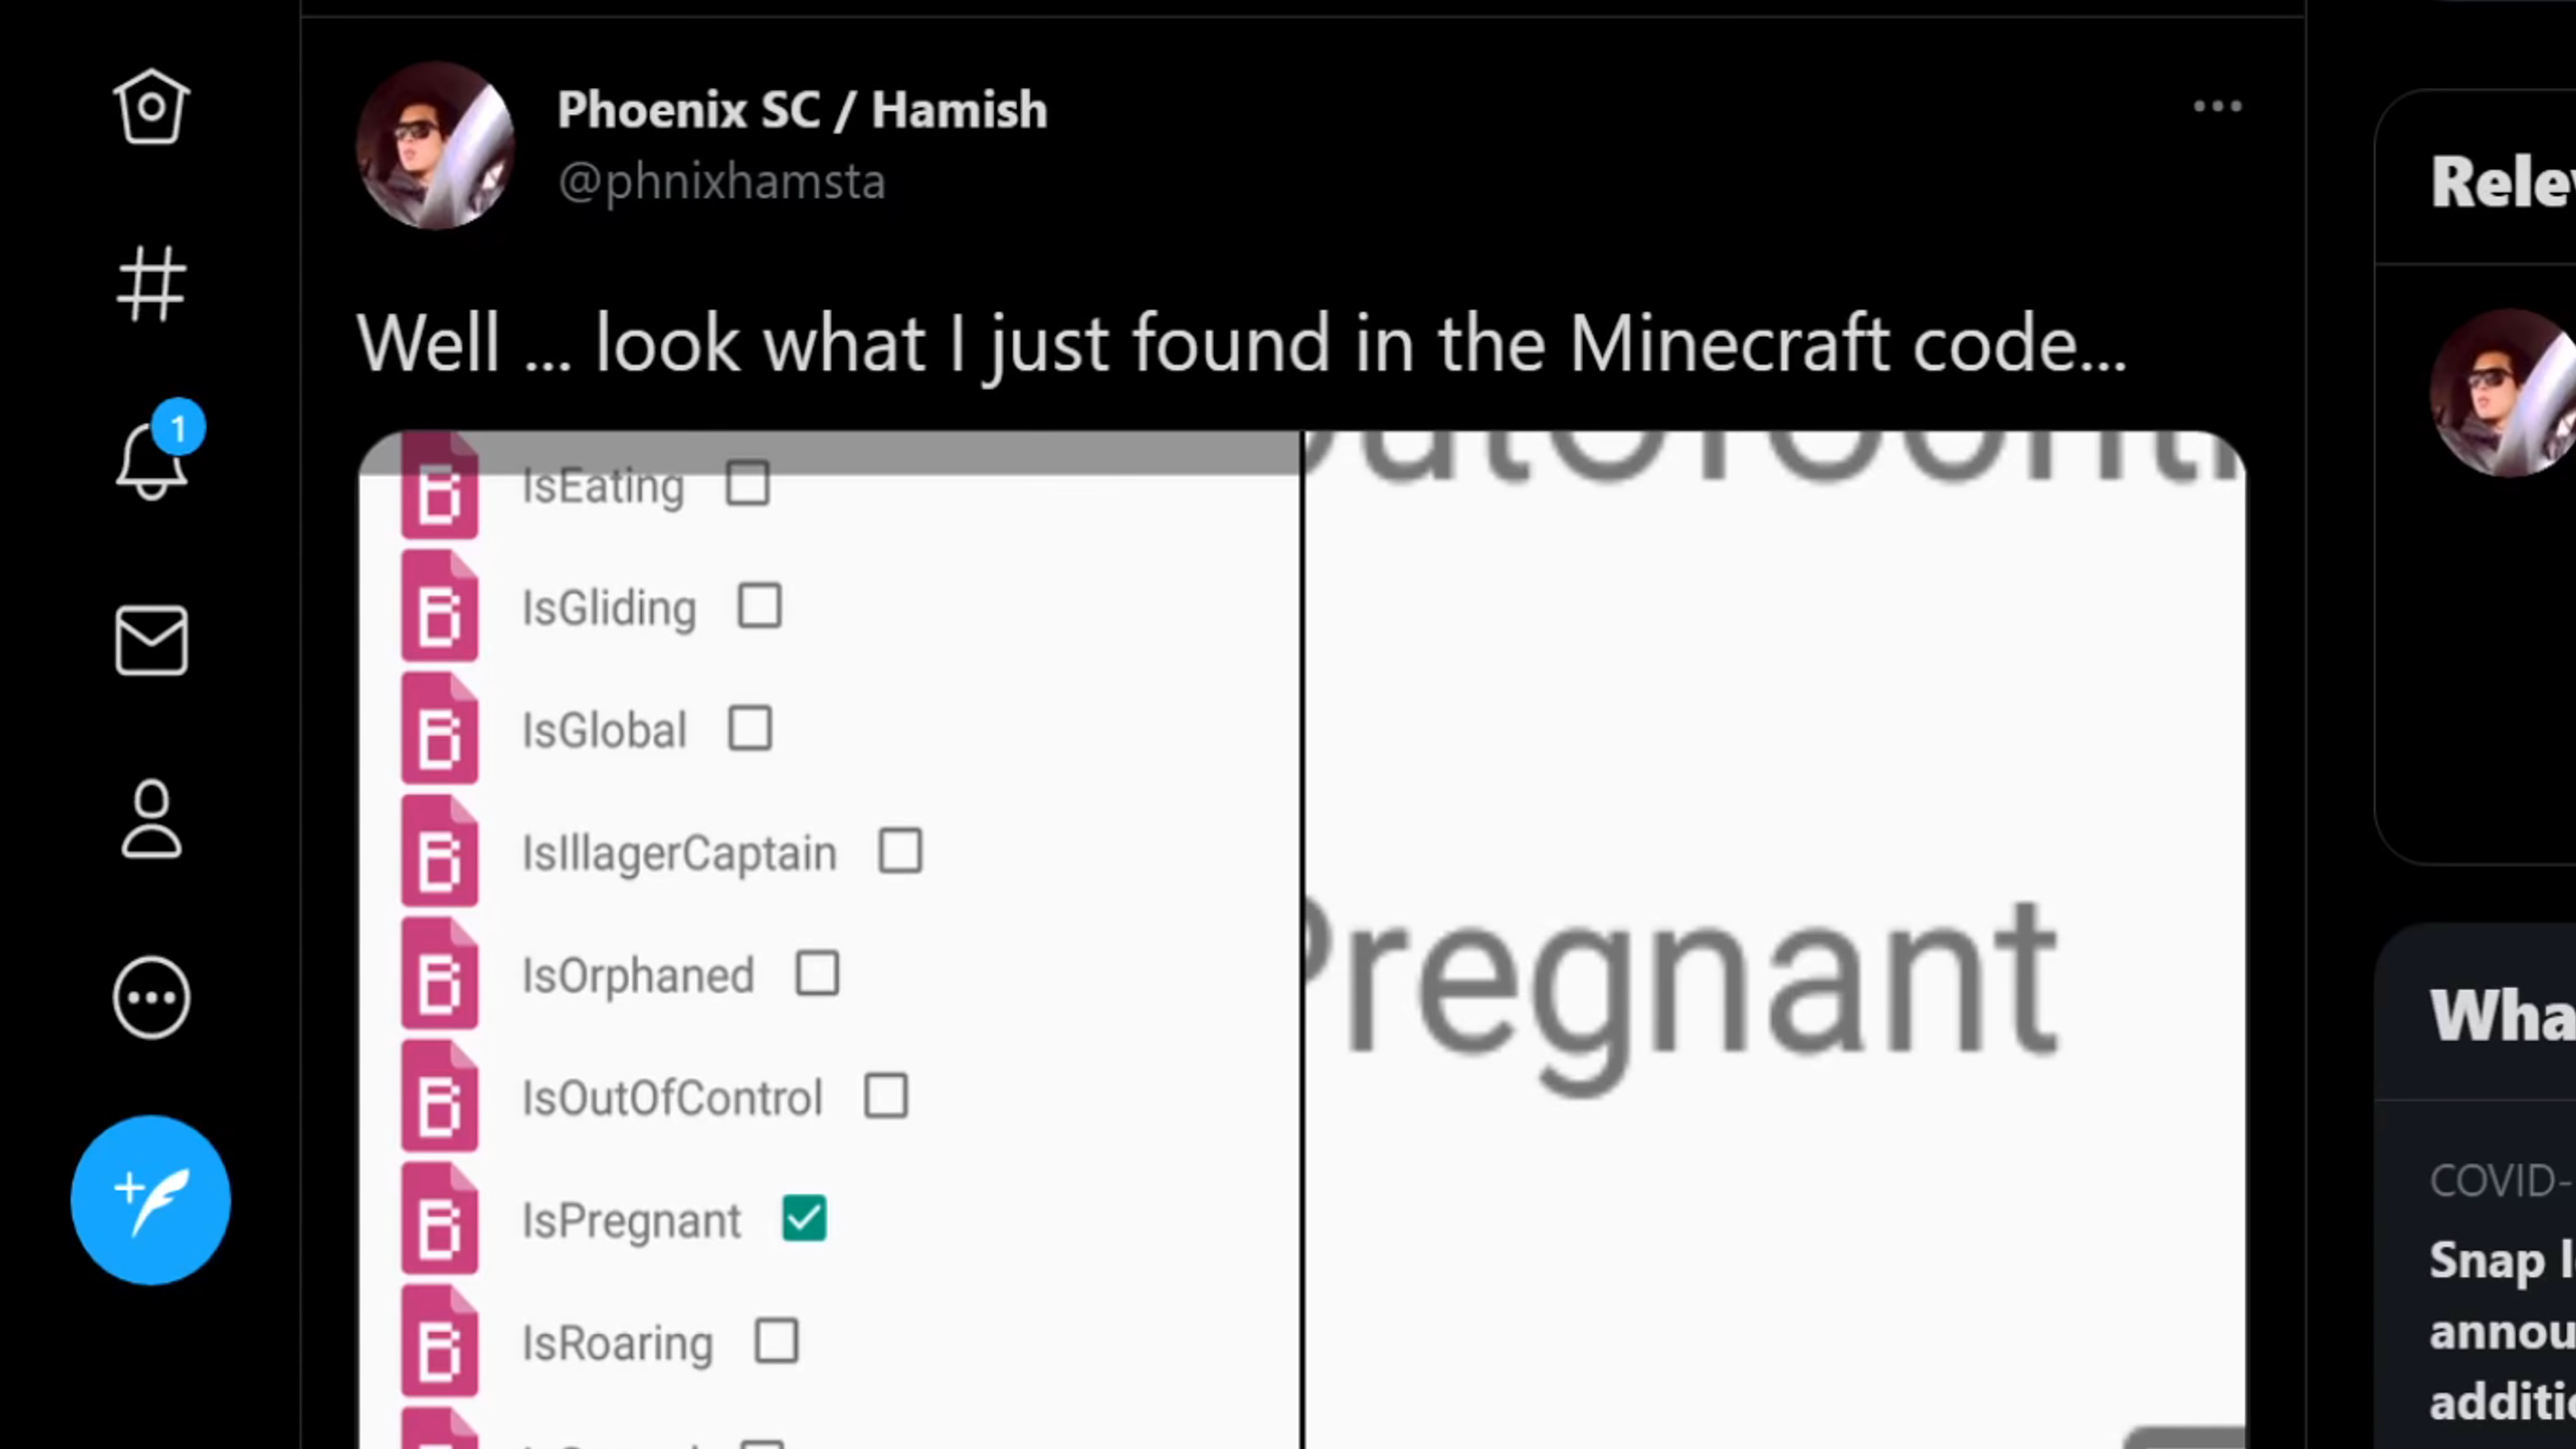 Phoenix SC / Hamish
@phnixhamsta
Well ... look what I just found in the Minecraft code...
IsEating
IsGliding
IsGlobal
IsIllagerCaptain
IsOrphaned
IsOutOfControl
IsPregnant
IsRoaring
Pregnant
1
Rele
Wha
COVID-
Snap l
annou
additi